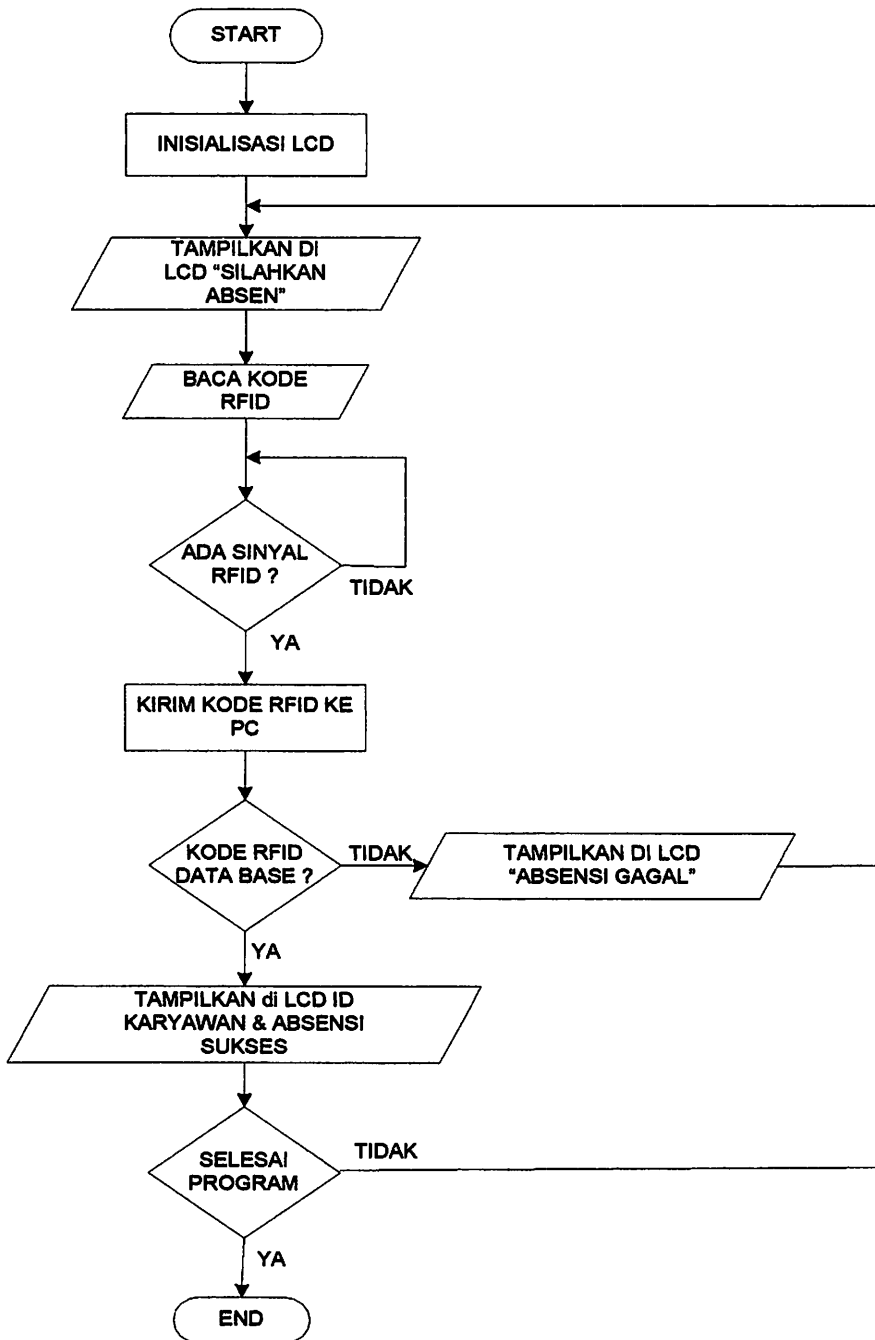 START
INISIALISASI LCD
TAMPILKAN DI
LCD “SILAHKAN
ABSEN”
BACA KODE
RFID
ADA SINYAL
RFID ?
TIDAK
YA
KIRIM KODE RFID KE
PC
KODE RFID
DATA BASE ?
TIDAK
TAMPILKAN DI LCD
“ABSENSI GAGAL”
YA
TAMPILKAN di LCD ID
KARYAWAN & ABSENSI
SUKSES
SELESAI
PROGRAM
TIDAK
YA
END